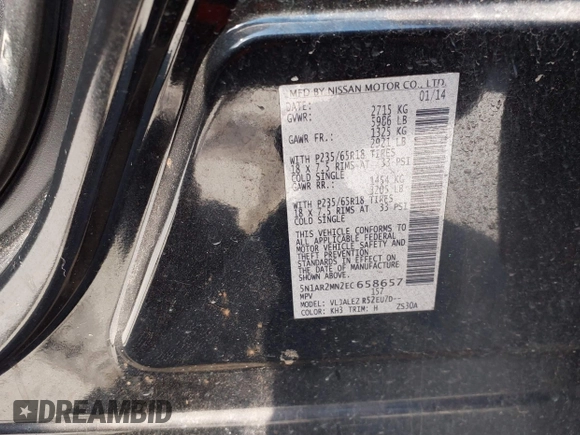 MFD BY NISSAN MOTOR CO., LTD.
DATE: 01/14
GVWR: 2715 KG
5986 LB
GAWR FR.: 1325 KG
2921 LB
WITH P235/65R18 TIRES
18 x 7.5 RIMS AT 33 PSI
COLD SINGLE
GAWR RR.: 1454 KG
3205 LB
WITH P235/65R18 TIRES
18 x 7.5 RIMS AT 33 PSI
COLD SINGLE
THIS VEHICLE CONFORMS TO
ALL APPLICABLE FEDERAL
MOTOR VEHICLE SAFETY AND
THEFT PREVENTION
STANDARDS IN EFFECT ON
THE DATE OF MANUFACTURE
SHOWN ABOVE.
5N1AR2MN2EC658657
MPV 157
MODEL: R52EU7D--
COLOR: KH3 TRIM: H Z530A
DREAMBID